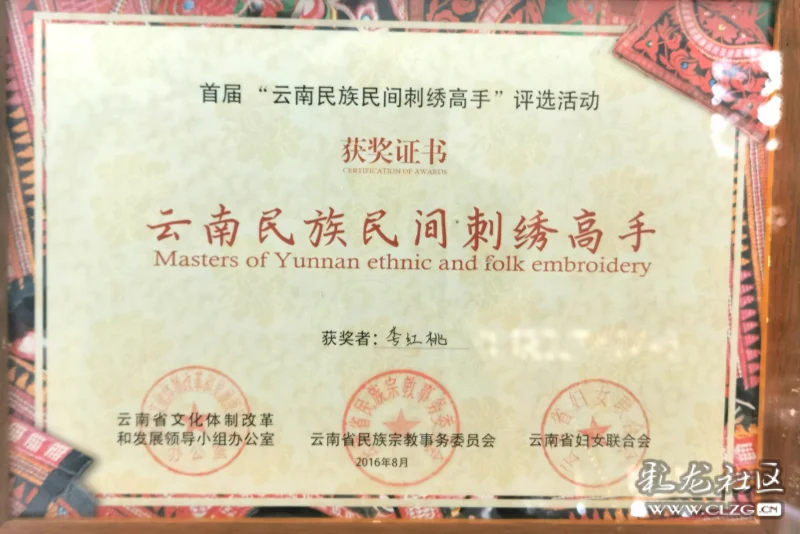 首届“云南民族民间刺绣高手”评选活动
获奖证书
CERTIFICATION OF AWARDS
云南民族民间刺绣高手
Masters of Yunnan ethnic and folk embroidery
获奖者：李红桃
云南省文化体制改革
和发展领导小组办公室
云南省民族宗教事务委员会
云南省妇女联合会
2016年8月
彩龙社区
WWW.CLZG.CN